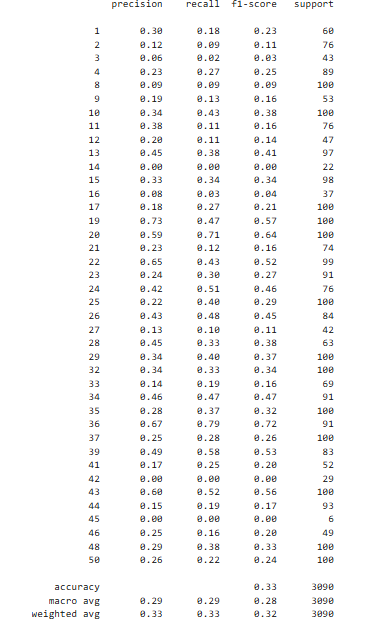 precision recall f1-score support
1 0.30 0.18 0.23 60
2 0.12 0.09 0.11 76
3 0.06 0.02 0.03 43
4 0.23 0.27 0.25 89
8 0.09 0.09 0.09 100
9 0.19 0.13 0.16 53
10 0.34 0.43 0.38 100
11 0.38 0.11 0.16 76
12 0.20 0.11 0.14 47
13 0.45 0.38 0.41 97
14 0.00 0.00 0.00 22
15 0.33 0.34 0.34 98
16 0.08 0.03 0.04 37
17 0.18 0.27 0.21 100
19 0.73 0.47 0.57 100
20 0.59 0.71 0.64 100
21 0.23 0.12 0.16 74
22 0.65 0.43 0.52 99
23 0.24 0.30 0.27 91
24 0.42 0.51 0.46 76
25 0.22 0.40 0.29 100
26 0.43 0.48 0.45 84
27 0.13 0.10 0.11 42
28 0.45 0.33 0.38 63
29 0.34 0.40 0.37 100
32 0.34 0.33 0.34 100
33 0.14 0.19 0.16 69
34 0.46 0.47 0.47 91
35 0.28 0.37 0.32 100
36 0.67 0.79 0.72 91
37 0.25 0.28 0.26 100
39 0.49 0.58 0.53 83
41 0.17 0.25 0.20 52
42 0.00 0.00 0.00 29
43 0.60 0.52 0.56 100
44 0.15 0.19 0.17 93
45 0.00 0.00 0.00 6
46 0.25 0.16 0.20 49
48 0.29 0.38 0.33 100
50 0.26 0.22 0.24 100
accuracy 0.33 3090
macro avg 0.29 0.29 0.28 3090
weighted avg 0.33 0.33 0.32 3090